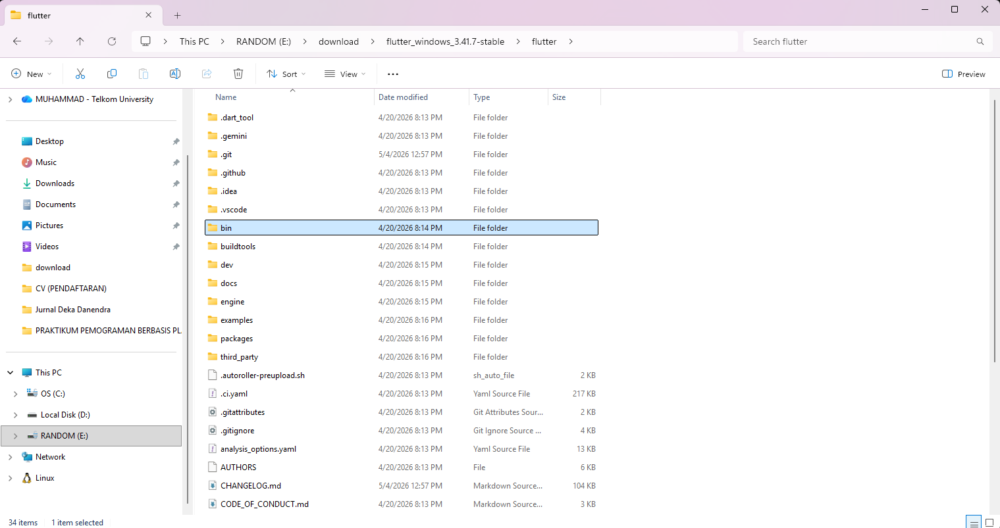 flutter
This PC > RANDOM (E:) > download > flutter_windows_3.41.7-stable > flutter >
Search flutter
New
Sort
View
Preview
MUHAMMAD - Telkom University
Desktop
Music
Downloads
Documents
Pictures
Videos
download
CV (PENDAFTARAN)
Jurnal Deka Danendra
PRAKTIKUM PEMOGRAMAN BERBASIS PL
This PC
OS (C:)
Local Disk (D:)
RANDOM (E:)
Network
Linux
Name Date modified Type Size
.dart_tool 4/20/2026 8:13 PM File folder
.gemini 4/20/2026 8:13 PM File folder
.git 5/4/2026 12:57 PM File folder
.github 4/20/2026 8:13 PM File folder
.idea 4/20/2026 8:13 PM File folder
.vscode 4/20/2026 8:13 PM File folder
bin 4/20/2026 8:14 PM File folder
buildtools 4/20/2026 8:14 PM File folder
dev 4/20/2026 8:15 PM File folder
docs 4/20/2026 8:15 PM File folder
engine 4/20/2026 8:15 PM File folder
examples 4/20/2026 8:16 PM File folder
packages 4/20/2026 8:16 PM File folder
third_party 4/20/2026 8:16 PM File folder
.autoroller-preupload.sh 4/20/2026 8:13 PM sh_auto_file 2 KB
.ci.yaml 4/20/2026 8:13 PM Yaml Source File 217 KB
.gitattributes 4/20/2026 8:13 PM Git Attributes Sour... 2 KB
.gitignore 4/20/2026 8:13 PM Git Ignore Source ... 4 KB
analysis_options.yaml 4/20/2026 8:13 PM Yaml Source File 13 KB
AUTHORS 4/20/2026 8:13 PM File 6 KB
CHANGELOG.md 5/4/2026 12:57 PM Markdown Source... 104 KB
CODE_OF_CONDUCT.md 4/20/2026 8:13 PM Markdown Source... 3 KB
34 items 1 item selected